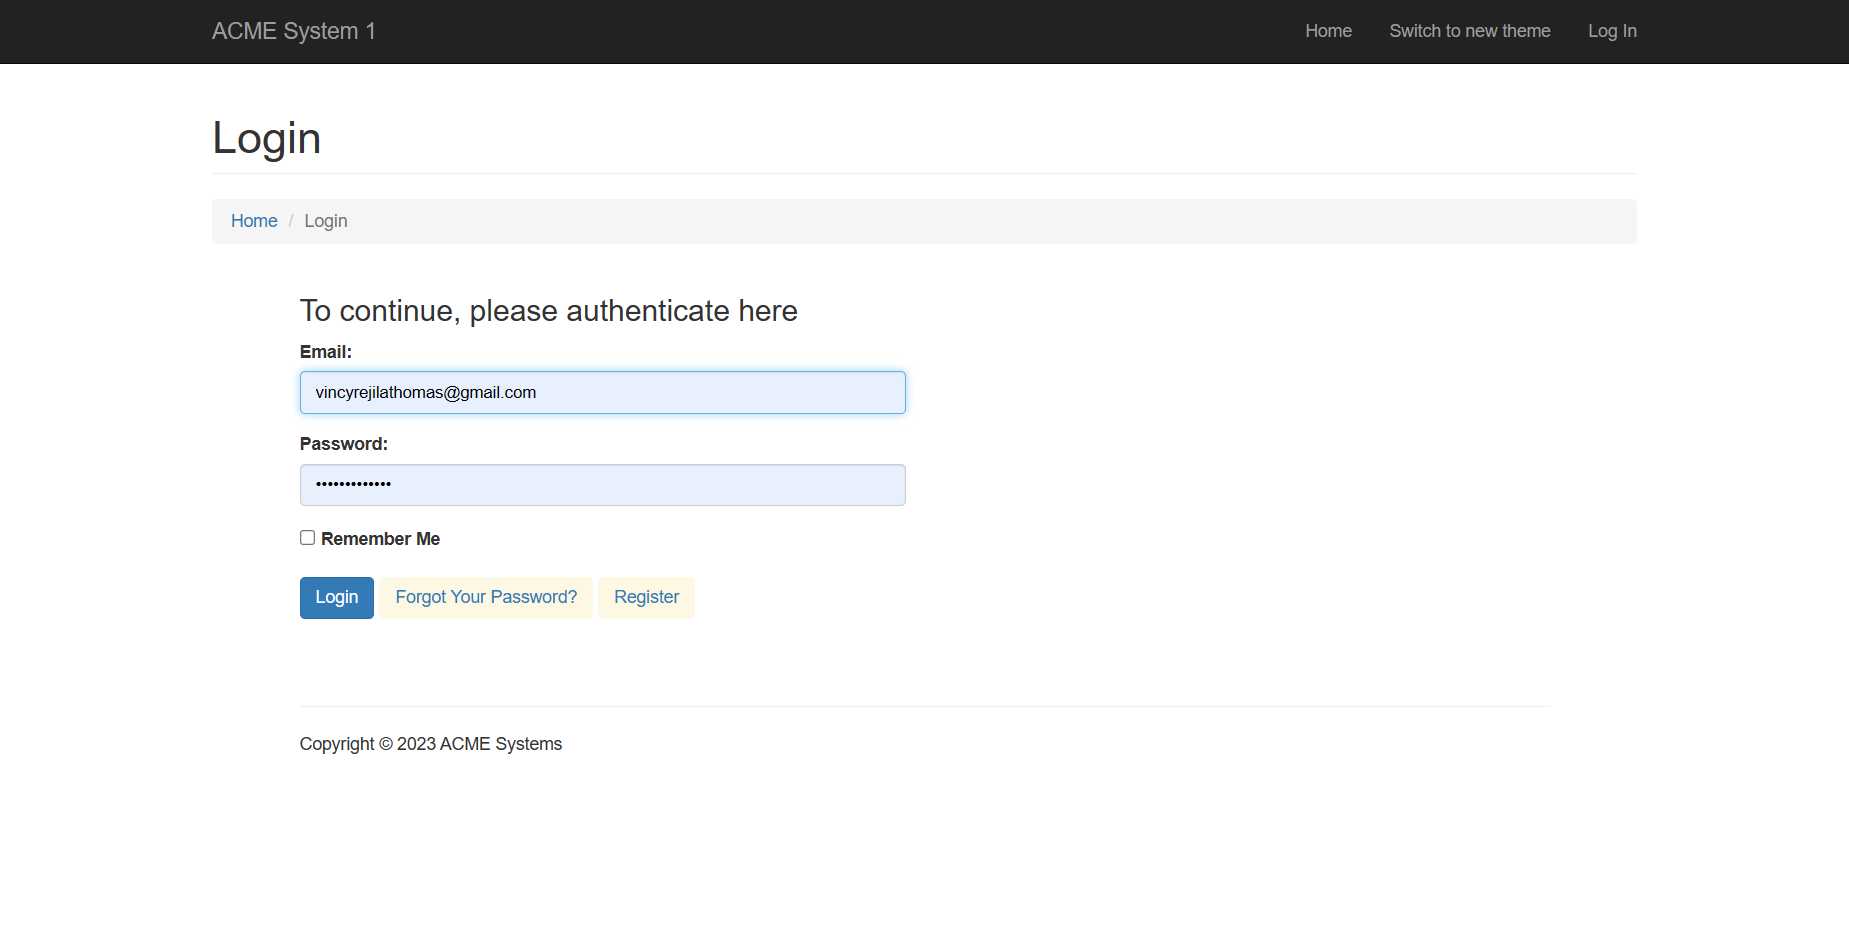 ACME System 1 Home Switch to new theme Log In
Login
Home / Login
To continue, please authenticate here
Email:
vincyrejilathomas@gmail.com
Password:
•••••••••••••
Remember Me
Login Forgot Your Password? Register
Copyright © 2023 ACME Systems